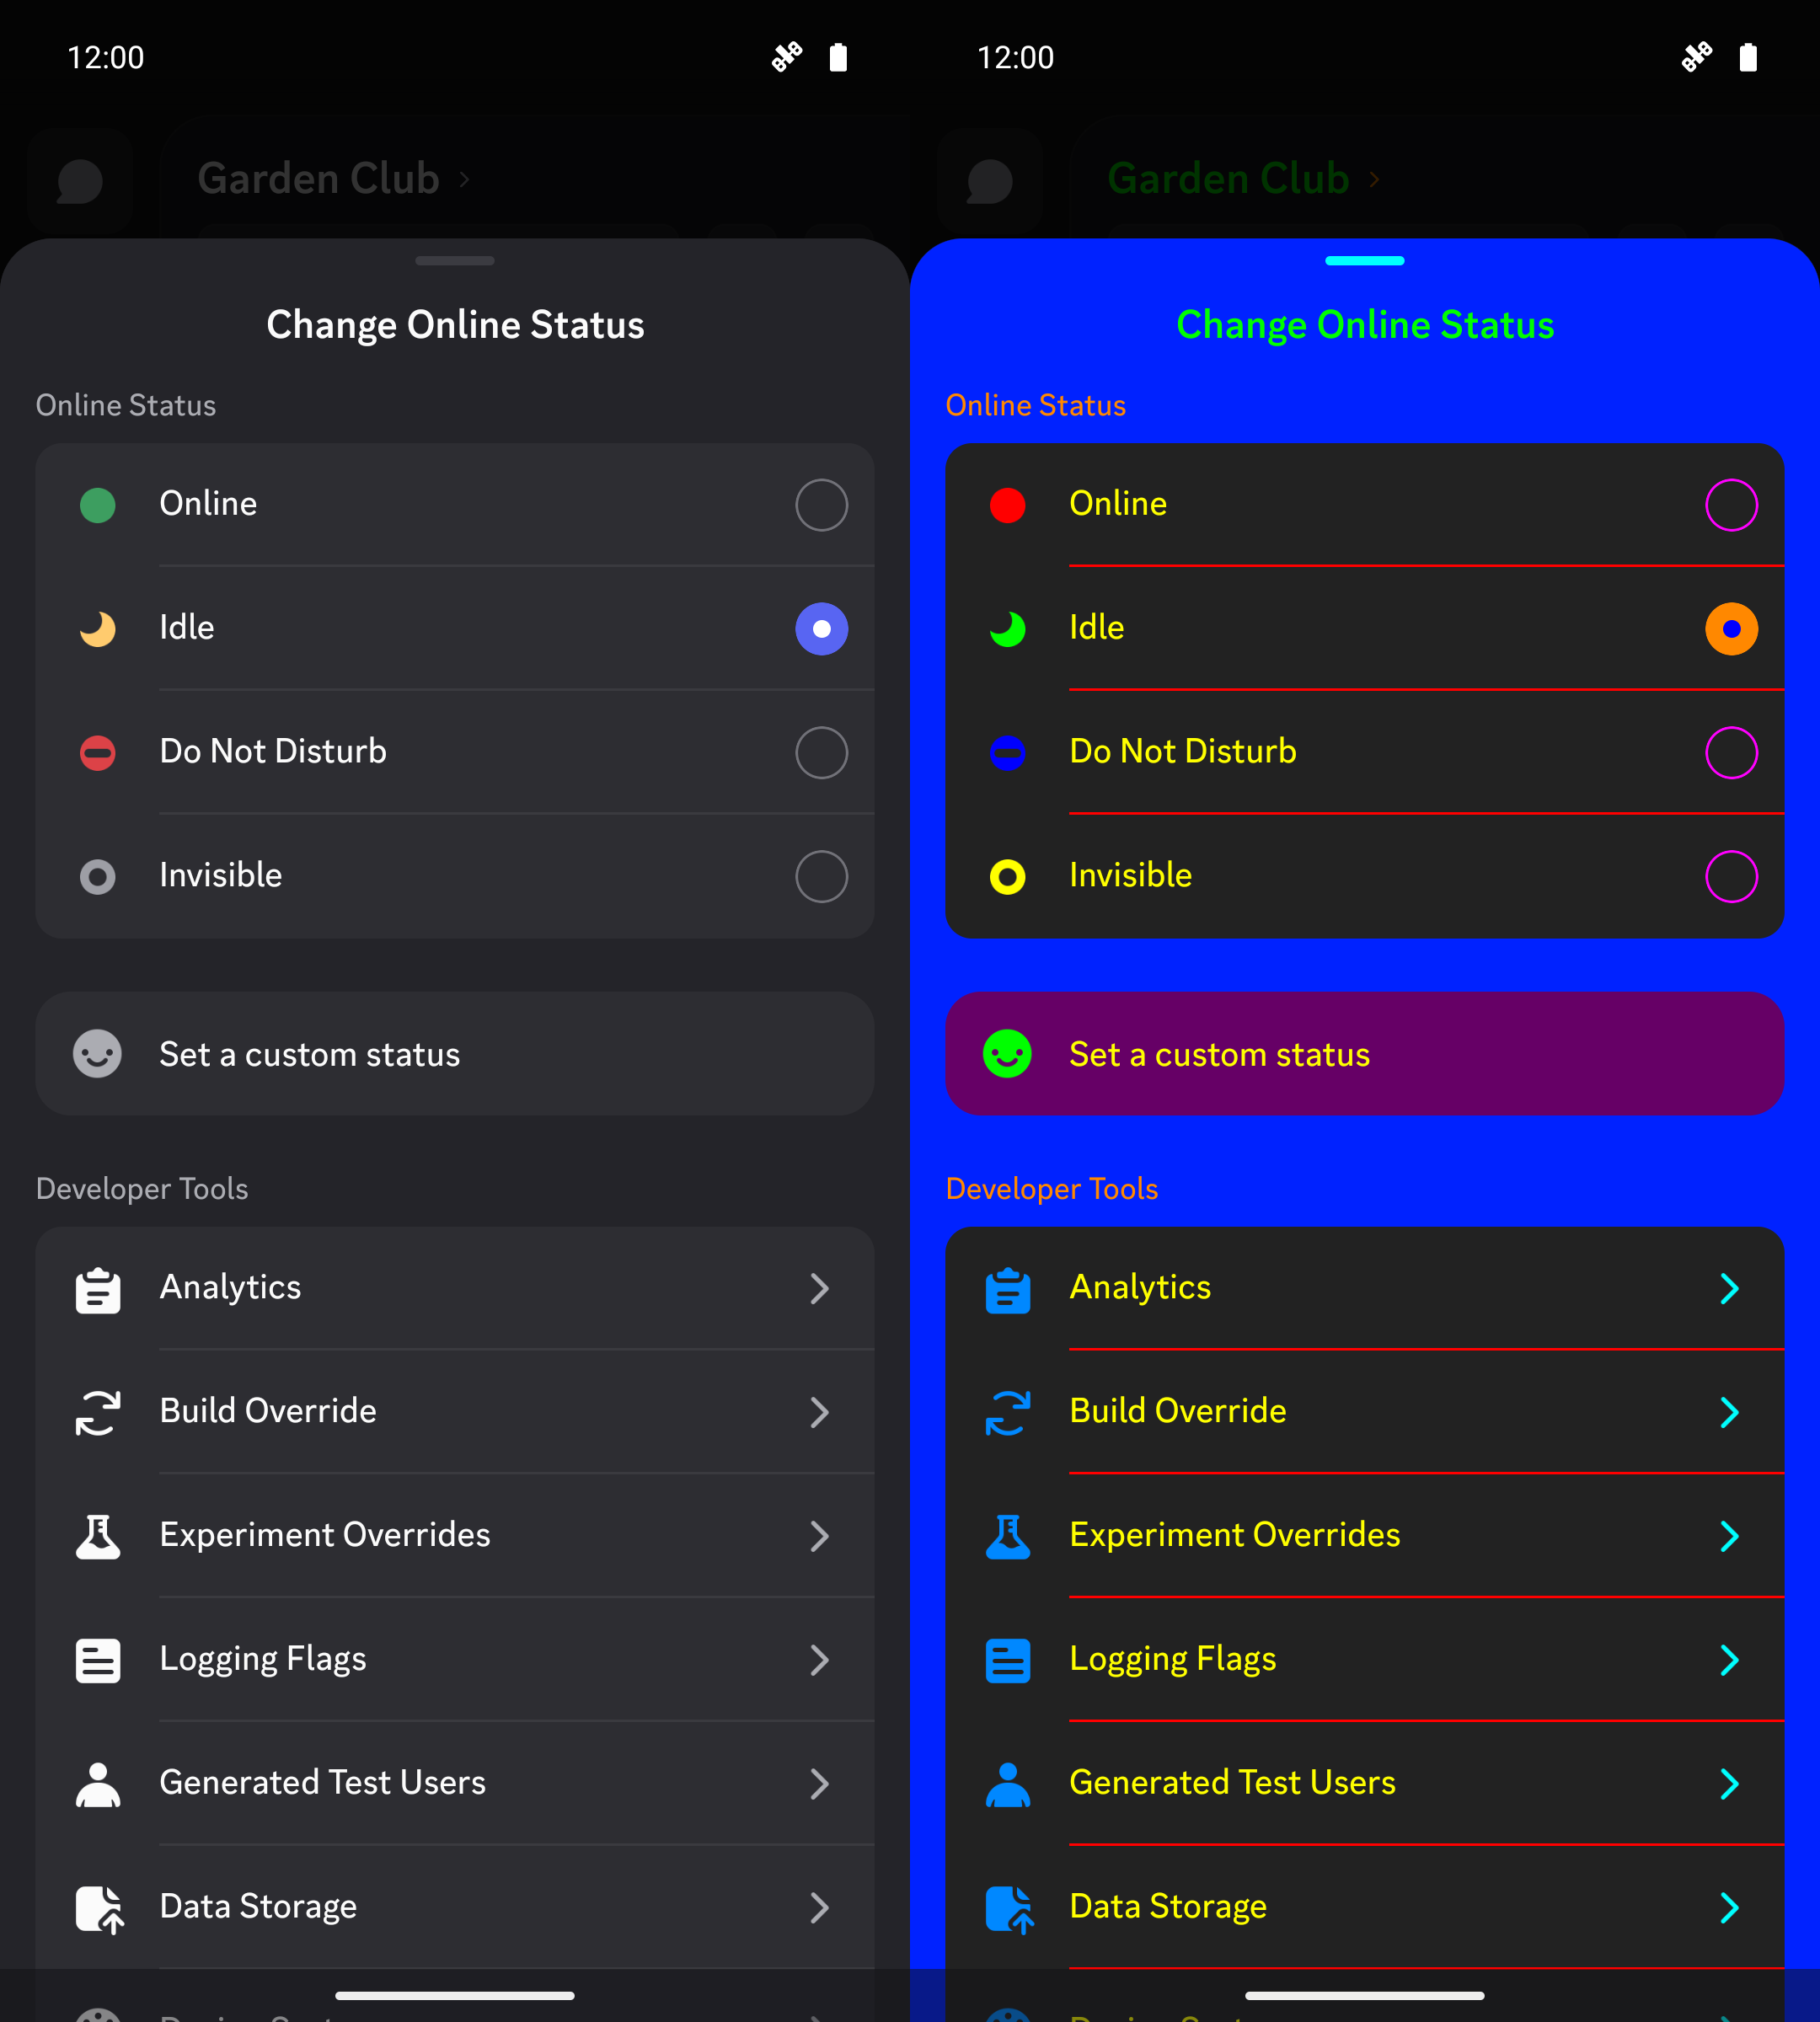 12:00
Garden Club
Change Online Status
Online Status
Online
Idle
Do Not Disturb
Invisible
Set a custom status
Developer Tools
Analytics
Build Override
Experiment Overrides
Logging Flags
Generated Test Users
Data Storage
12:00
Garden Club
Change Online Status
Online Status
Online
Idle
Do Not Disturb
Invisible
Set a custom status
Developer Tools
Analytics
Build Override
Experiment Overrides
Logging Flags
Generated Test Users
Data Storage